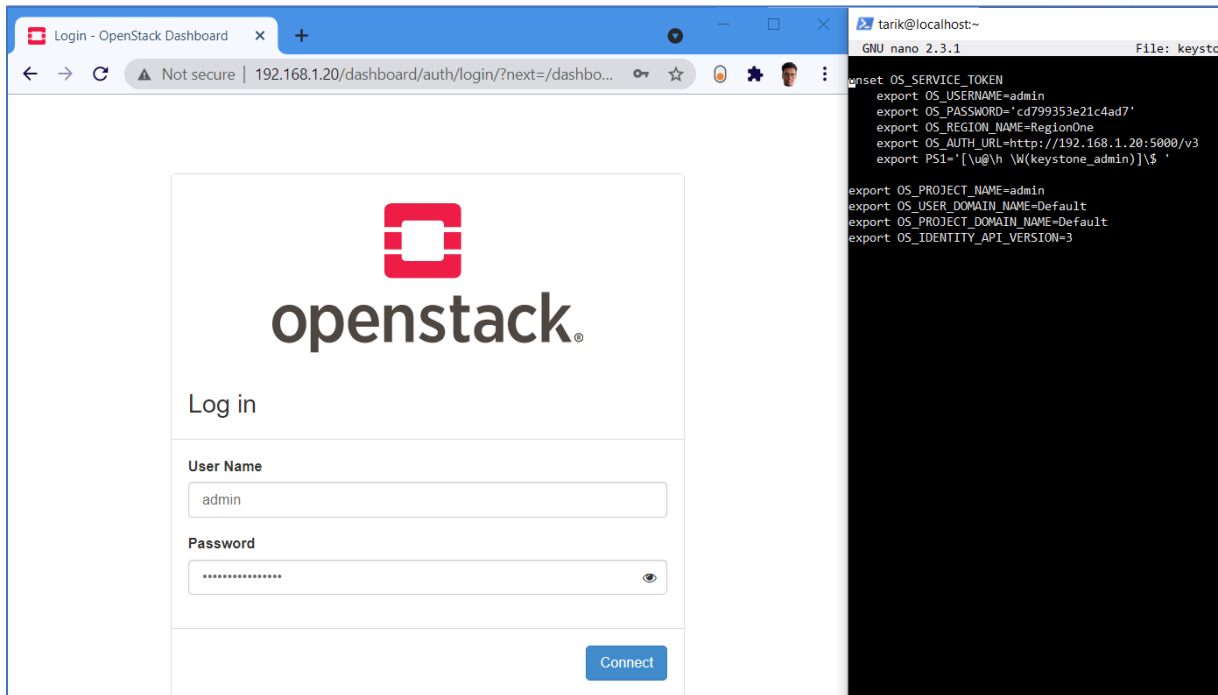 Login - OpenStack Dashboard
Not secure | 192.168.1.20/dashboard/auth/login/?next=/dashbo...
openstack®
Log in
User Name
admin
Password
••••••••••••••••
Connect
tarik@localhost:~
GNU nano 2.3.1 File: keysto
unset OS_SERVICE_TOKEN
export OS_USERNAME=admin
export OS_PASSWORD='cd799353e21c4ad7'
export OS_REGION_NAME=RegionOne
export OS_AUTH_URL=http://192.168.1.20:5000/v3
export PS1='[\u@\h \W(keystone_admin)]\$ '
export OS_PROJECT_NAME=admin
export OS_USER_DOMAIN_NAME=Default
export OS_PROJECT_DOMAIN_NAME=Default
export OS_IDENTITY_API_VERSION=3